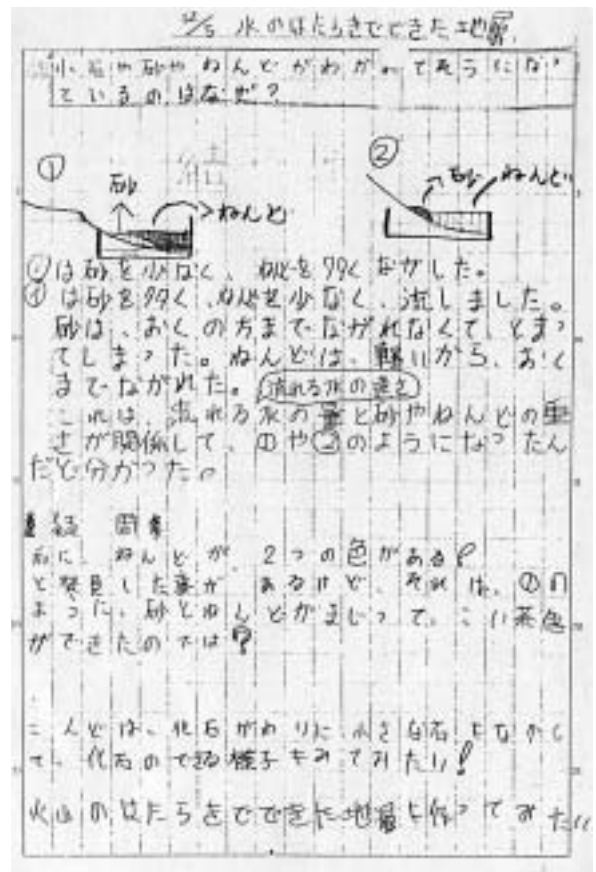 12/5 水のはたらきでできた地層
小石や砂やねんどがわかれてそうになっ
ているのはなぜ?
① 結
砂
ねんど
②
砂 ねんど
②は砂を少なく、ねんどを多くながした。
①は砂を多く、ねんどを少なく、流しました。
砂は、おくの方までながれなくて、とまっ
てしまった。ねんどは、軽いから、おく
までながれた。 流れる水の速さ
これは、流れる水の量と砂やねんどの重
さが関係して、①や②のようになったん
だと分かった。
疑問
前に、ねんどが、2つの色がある?
と発見した事が、あるけど、それは、①の
まった、砂とねんどがまじって、こい茶色
ができたのでは?
こんどは、化石がわりに小さな石をながし
て、化石のできる様子をみてみたい!
火山のはたらきでできた地層も作ってみたい